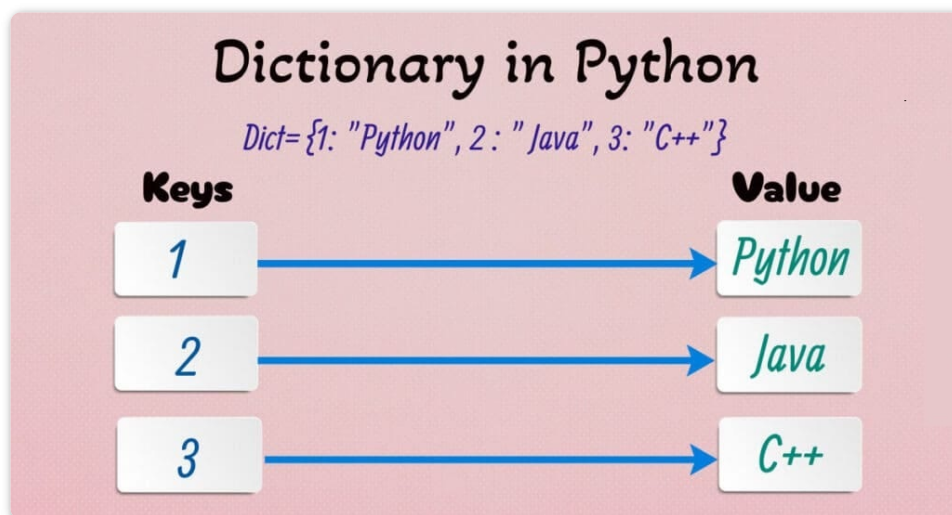 Dictionary in Python
Dict= {1: "Python", 2 : " Java", 3: "C++"}
Keys Value
1 Python
2 Java
3 C++